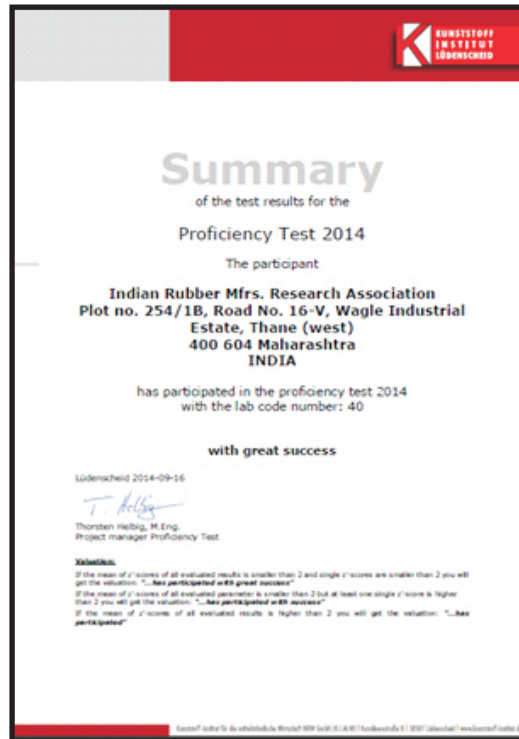 KUNSTSTOFF
INSTITUT
LÜDENSCHEID
Summary
of the test results for the
Proficiency Test 2014
The participant
Indian Rubber Mfrs. Research Association
Plot no. 254/1B, Road No. 16-V, Wagle Industrial
Estate, Thane (west)
400 604 Maharashtra
INDIA
has participated in the proficiency test 2014
with the lab code number: 40
with great success
Lüdenscheid 2014-09-16
T. Helbig
Thorsten Helbig, M.Eng.
Project manager Proficiency Test
Valuation:
If the mean of z'-scores of all evaluated results is smaller than 2 and single z'-scores are smaller than 2 you will
get the valuation: "...has participated with great success"
If the mean of z'-scores of all evaluated parameter is smaller than 2 but at least one single z'-score is higher
than 2 you will get the valuation: "...has participated with success"
If the mean of z'-scores of all evaluated results is higher than 2 you will get the valuation: "...has
participated"